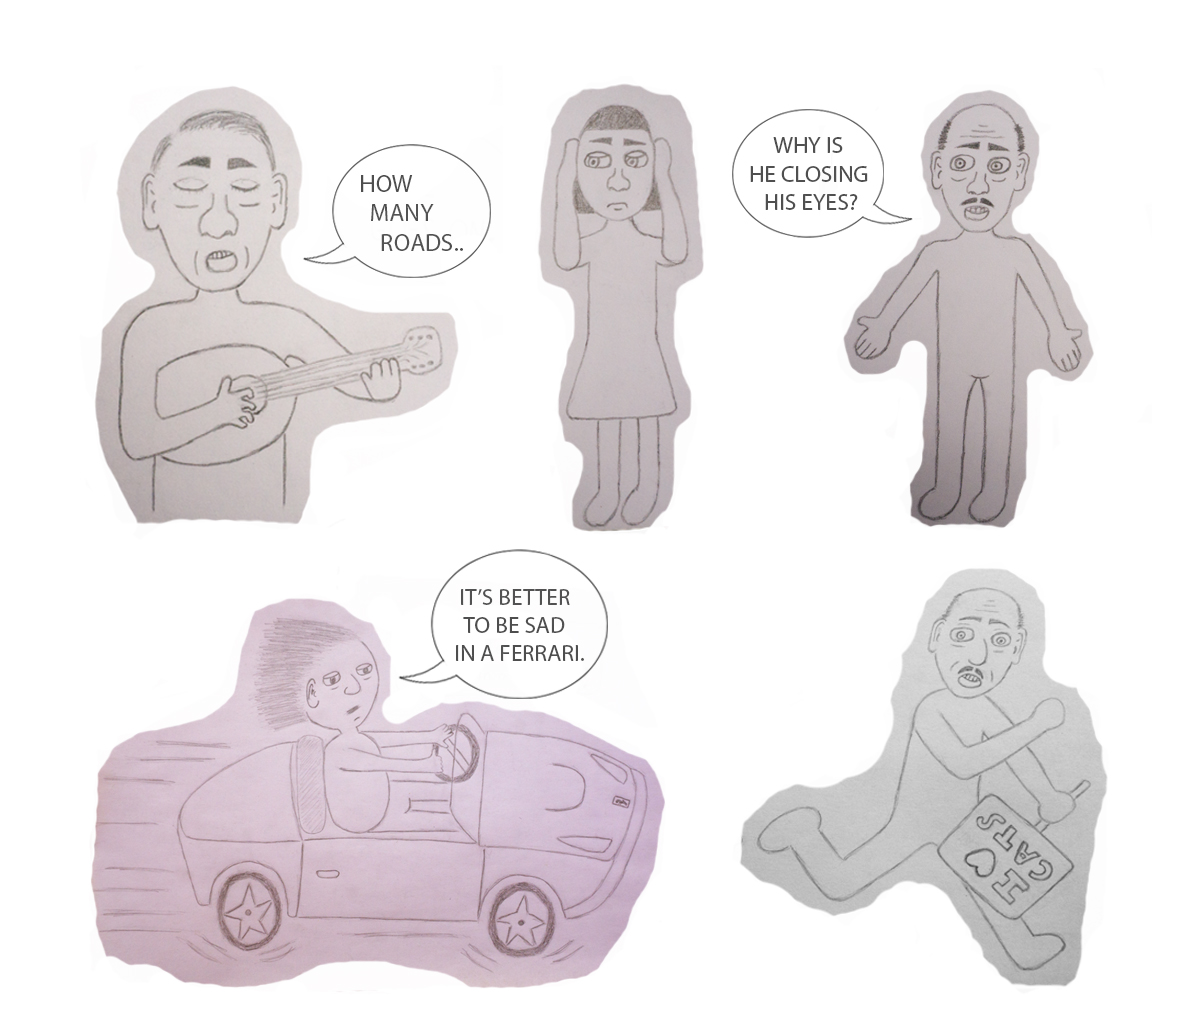 HOW
MANY
ROADS..
WHY IS
HE CLOSING
HIS EYES?
IT'S BETTER
TO BE SAD
IN A FERRARI.
I ♥
CATS